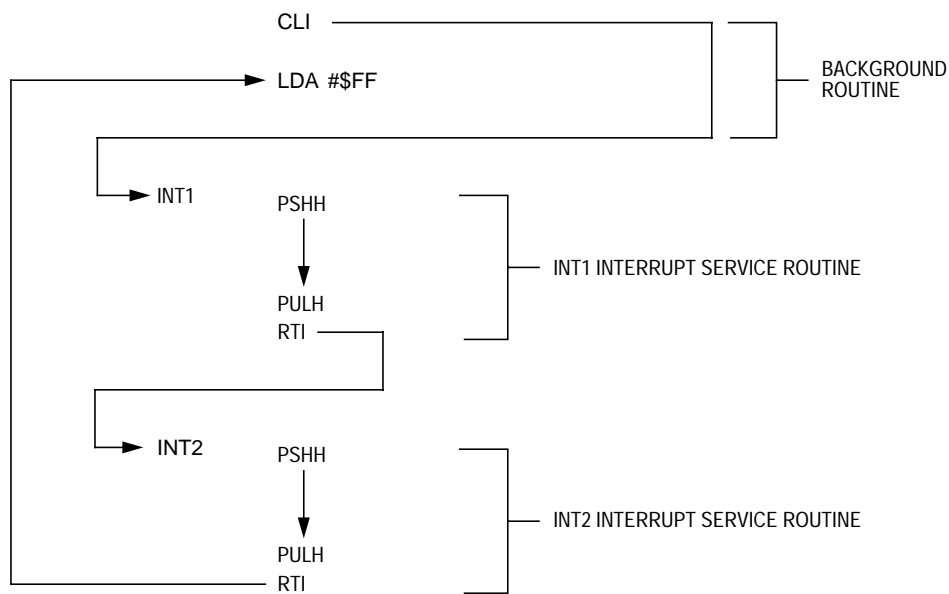 CLI
LDA #$FF
BACKGROUND
ROUTINE
INT1
PSHH
INT1 INTERRUPT SERVICE ROUTINE
PULH
RTI
INT2
PSHH
INT2 INTERRUPT SERVICE ROUTINE
PULH
RTI